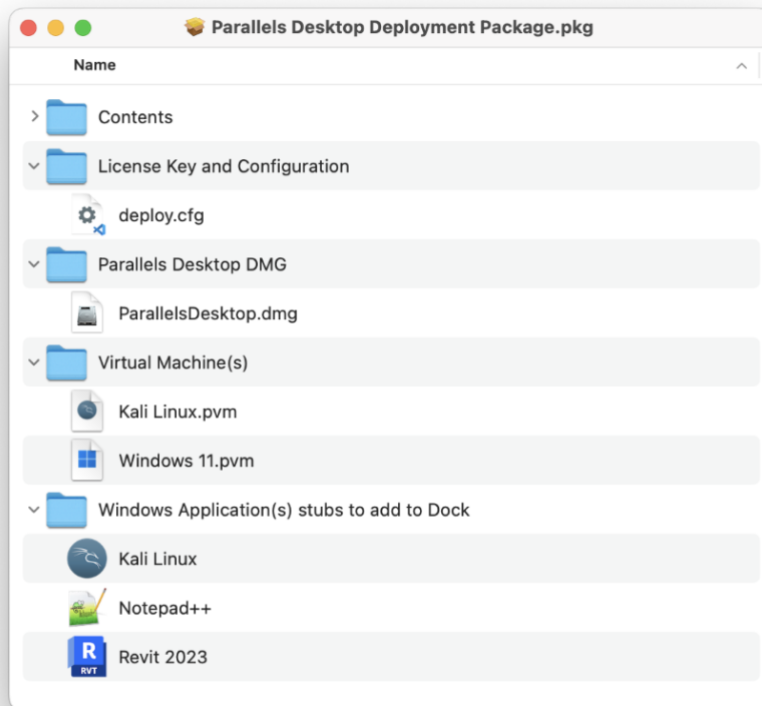 Parallels Desktop Deployment Package.pkg
Name
Contents
License Key and Configuration
deploy.cfg
Parallels Desktop DMG
ParallelsDesktop.dmg
Virtual Machine(s)
Kali Linux.pvm
Windows 11.pvm
Windows Application(s) stubs to add to Dock
Kali Linux
Notepad++
R
RVT
Revit 2023